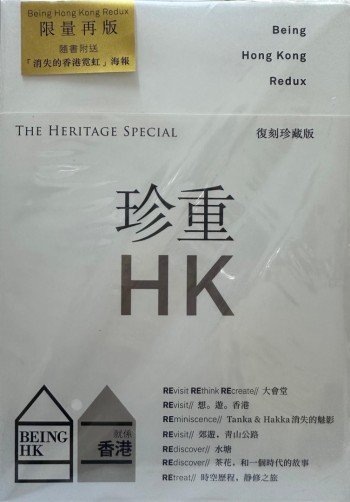 Being Hong Kong Redux
限量再版
隨書附送
「消失的香港霓虹」海報
Being
Hong Kong
Redux
THE HERITAGE SPECIAL
復刻珍藏版
珍重
HK
BEING
HK
就係
香港
REvisit REthink REcreate// 大會堂
REvisit// 想。遊。香港
REminiscence// Tanka & Hakka 消失的魅影
REvisit// 郊遊，青山公路
REdiscover// 水塘
REdiscover// 茶花，和一個時代的故事
REtreat// 時空歷程，靜修之旅